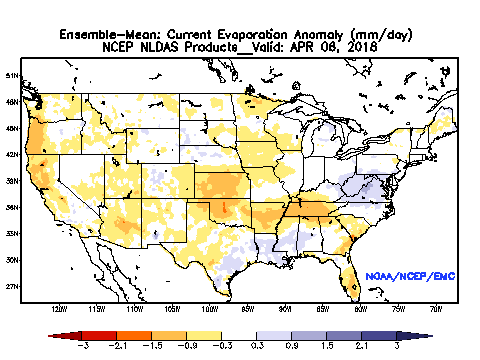 Ensemble-Mean: Current Evaporation Anomaly (mm/day)
NCEP NLDAS Products__Valid: APR 06, 2018
51N
48N
45N
42N
39N
36N
33N
30N
27N
NOAA/NCEP/EMC
120W 115W 110W 105W 100W 95W 90W 85W 80W 75W 70W
-3 -2.1 -1.5 -0.9 -0.3 0.3 0.9 1.5 2.1 3